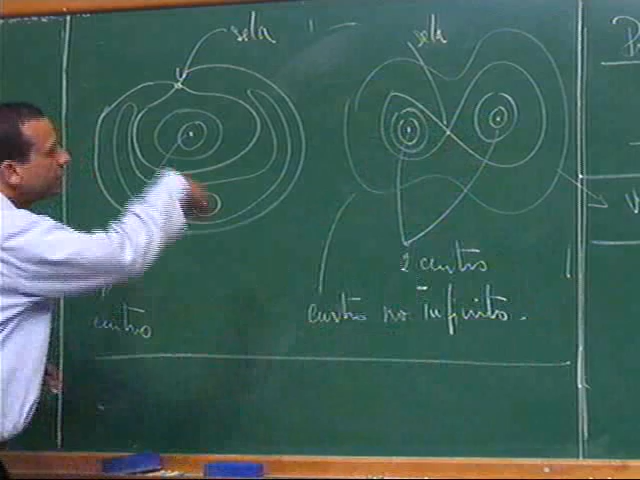 sela
sela
2 centros
centro
centro no infinito.